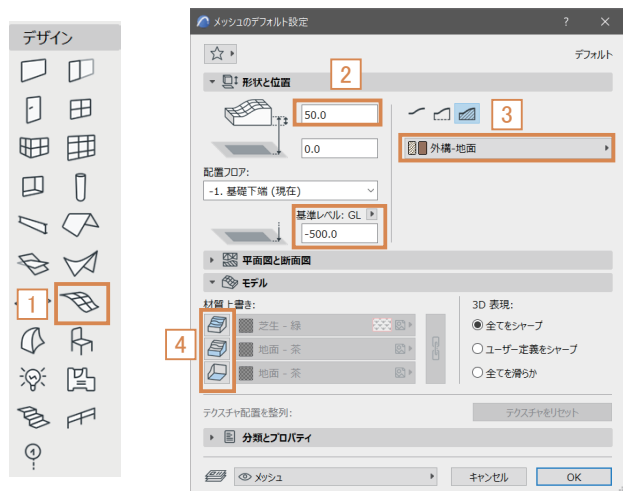 デザイン
1
メッシュのデフォルト設定
? ×
デフォルト
形状と位置
2
50.0
3
0.0
外構-地面
配置フロア:
-1. 基礎下端 (現在)
基準レベル: GL
-500.0
平面図と断面図
モデル
材質上書き:
3D 表現:
4
芝生 - 緑
全てをシャープ
地面 - 茶
ユーザー定義をシャープ
地面 - 茶
全てを滑らか
テクスチャ配置を整列:
テクスチャをリセット
分類とプロパティ
メッシュ
キャンセル
OK